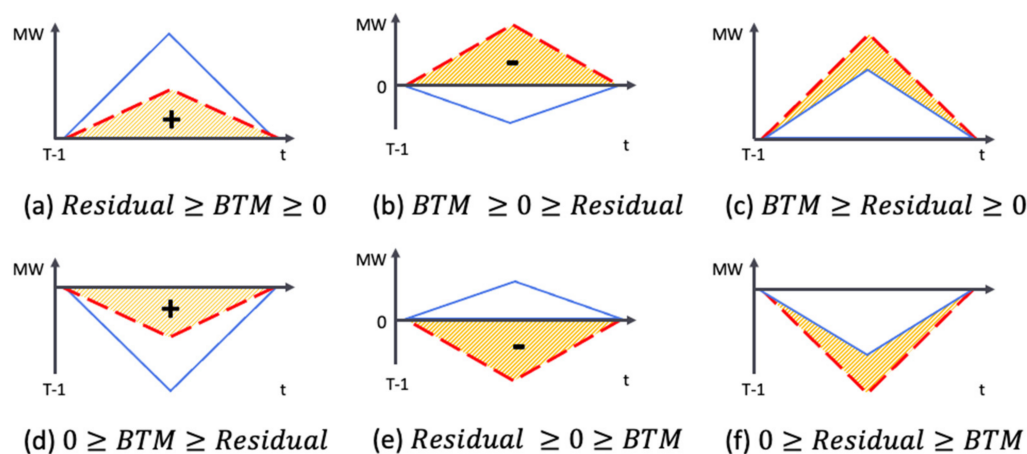 MW
+
T-1
t
(a) Residual ≥ BTM ≥ 0
MW
0
-
T-1
t
(b) BTM ≥ 0 ≥ Residual
MW
T-1
t
(c) BTM ≥ Residual ≥ 0
MW
+
T-1
t
(d) 0 ≥ BTM ≥ Residual
MW
0
-
T-1
t
(e) Residual ≥ 0 ≥ BTM
MW
T-1
t
(f) 0 ≥ Residual ≥ BTM